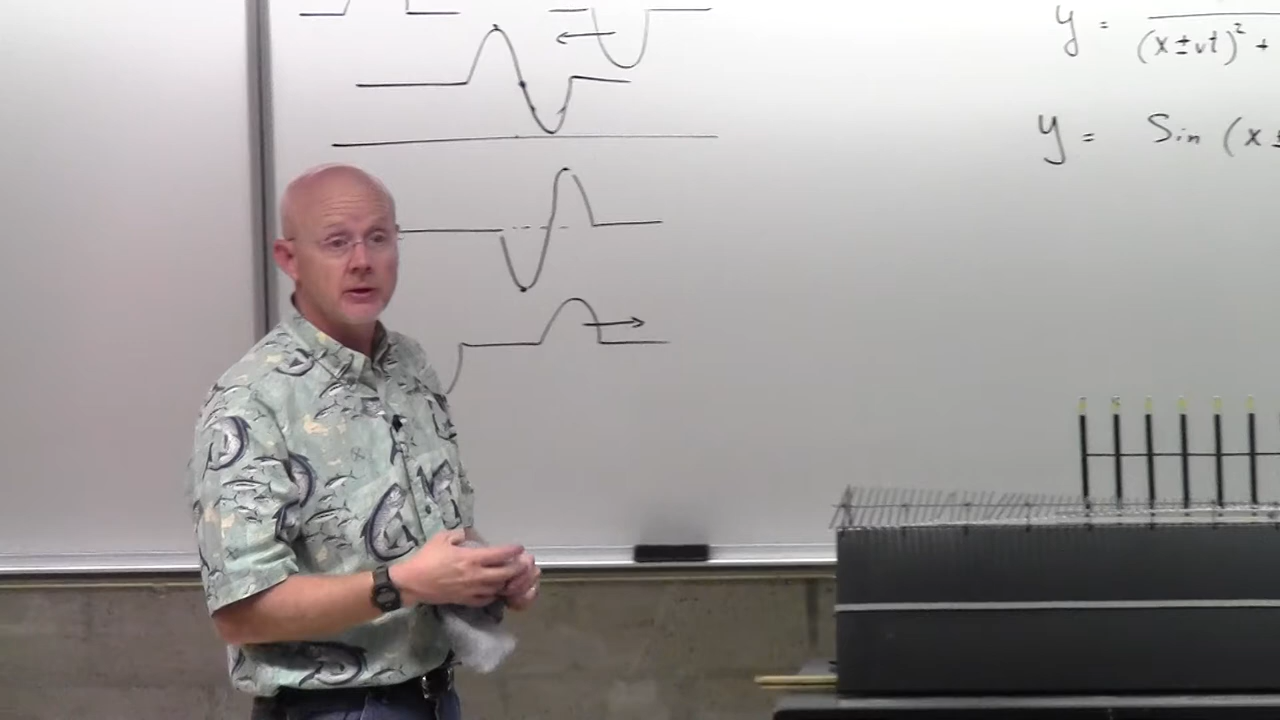 y =
(x ± vt)² +
y = Sin (x ±